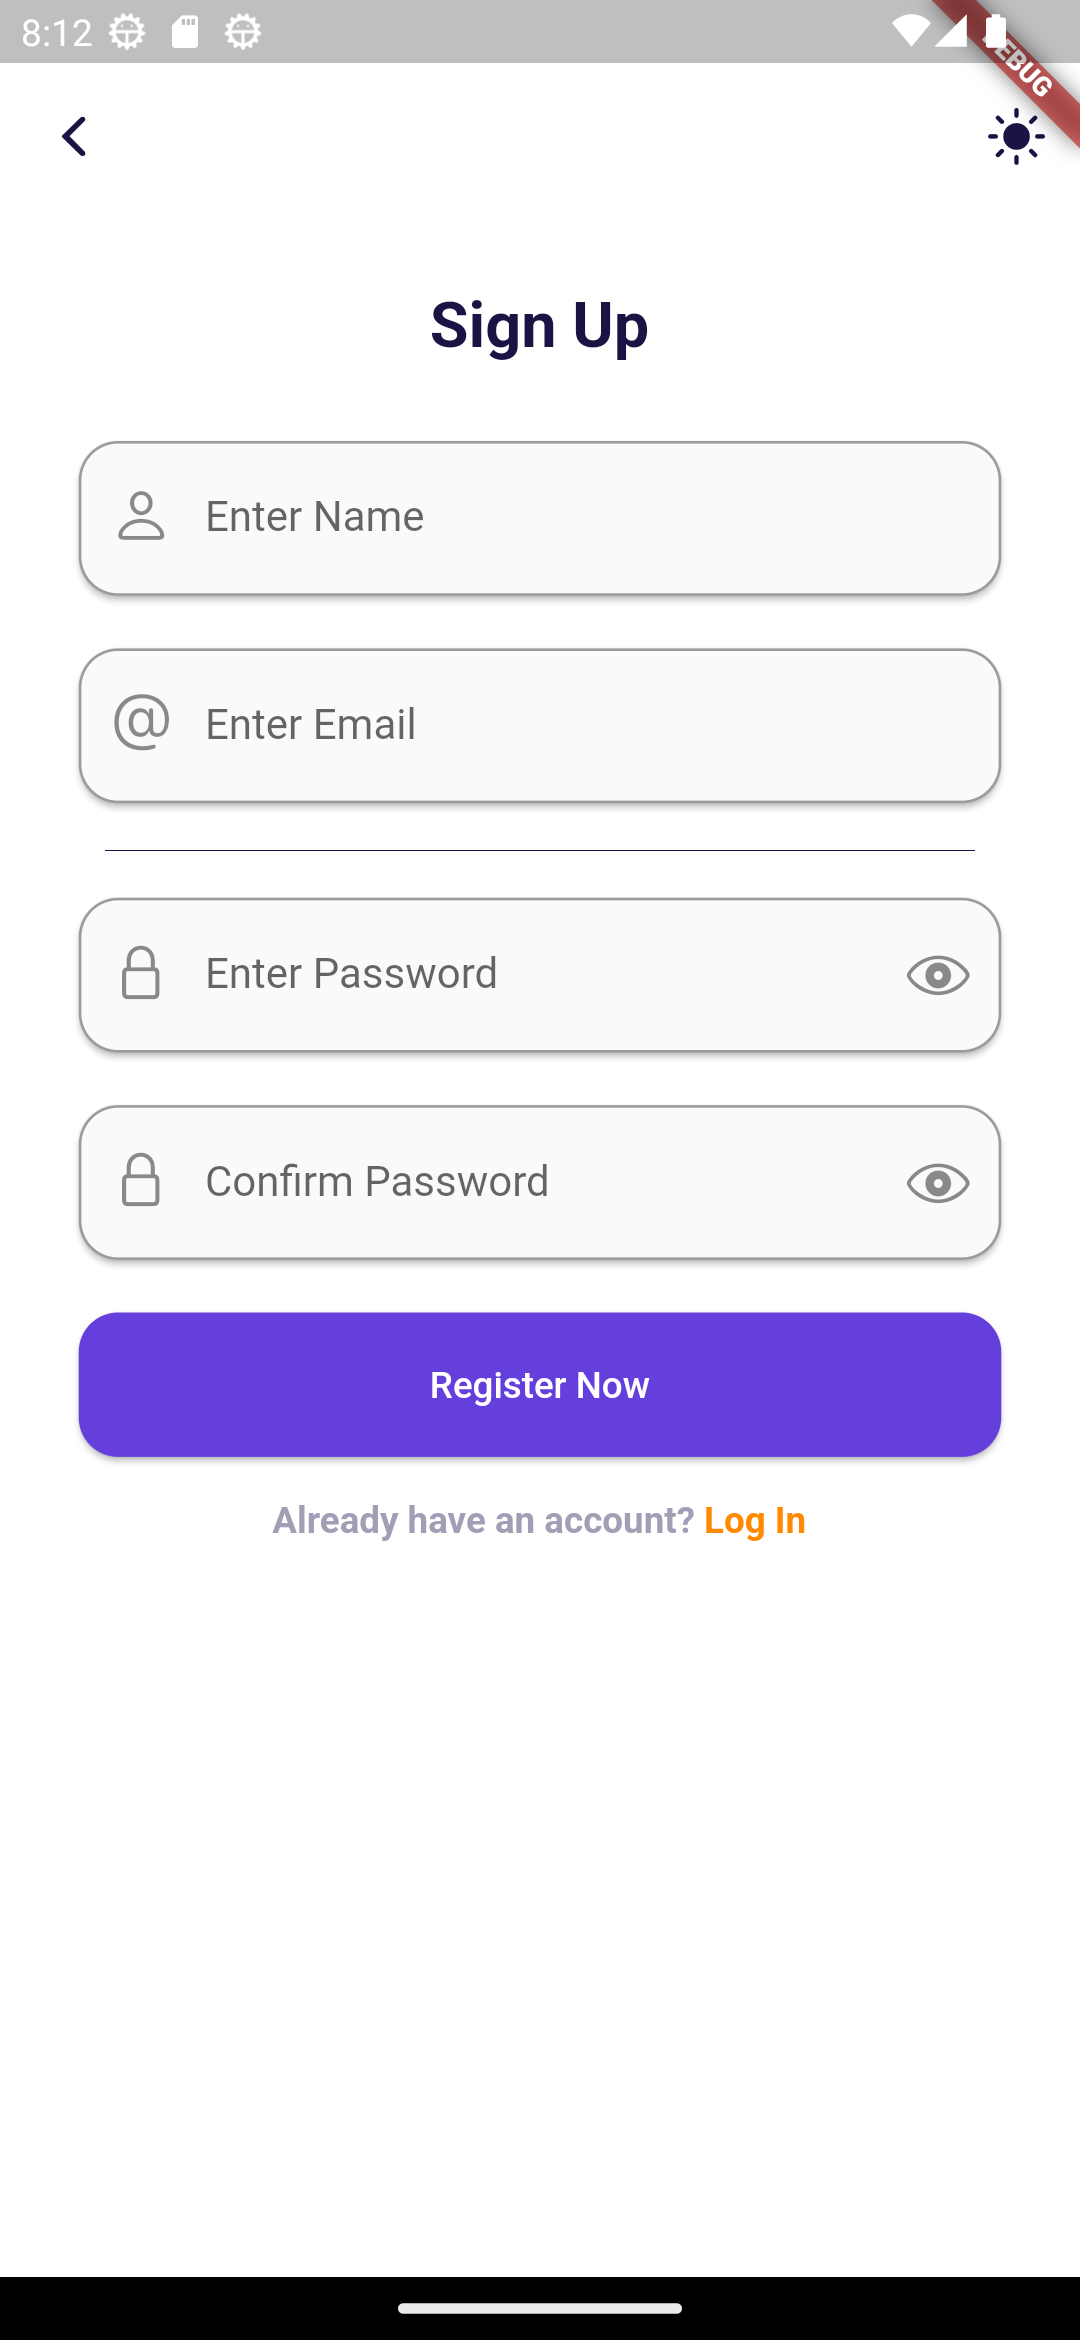 8:12
DEBUG
Sign Up
Enter Name
@ Enter Email
Enter Password
Confirm Password
Register Now
Already have an account? Log In